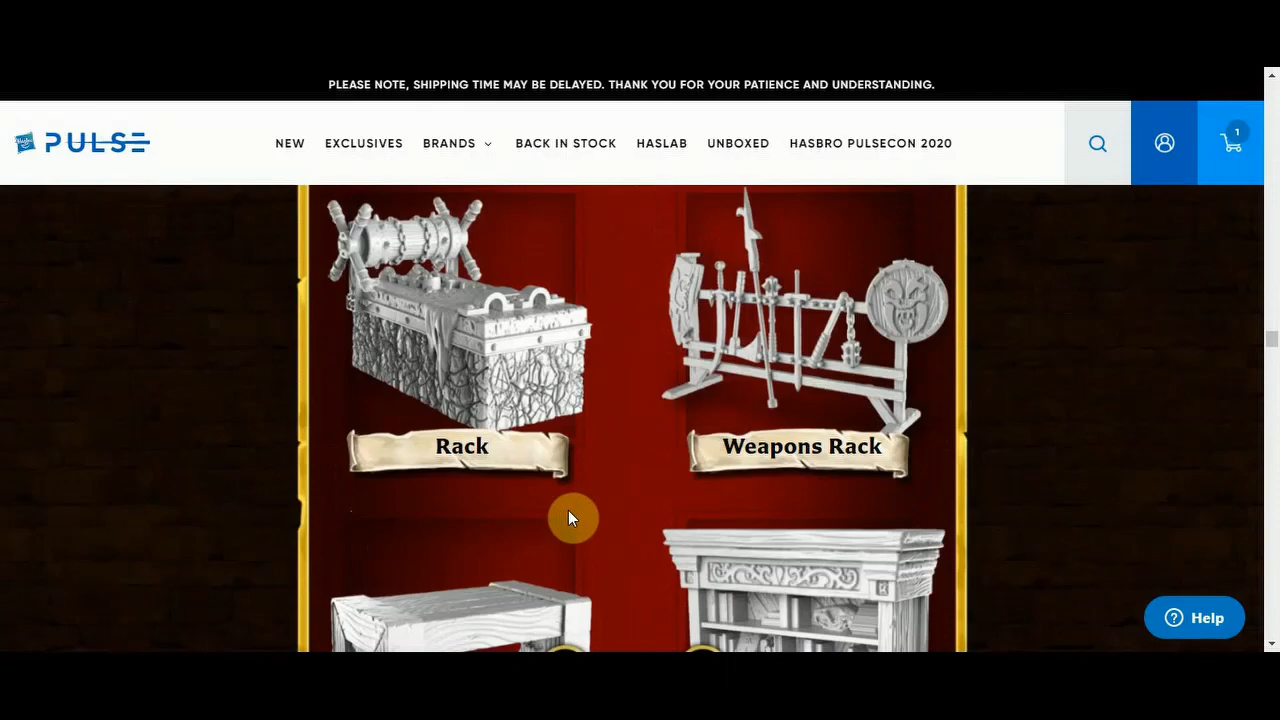 PLEASE NOTE, SHIPPING TIME MAY BE DELAYED. THANK YOU FOR YOUR PATIENCE AND UNDERSTANDING.
PULSE NEW EXCLUSIVES BRANDS BACK IN STOCK HASLAB UNBOXED HASBRO PULSECON 2020 1
Rack Weapons Rack
Help